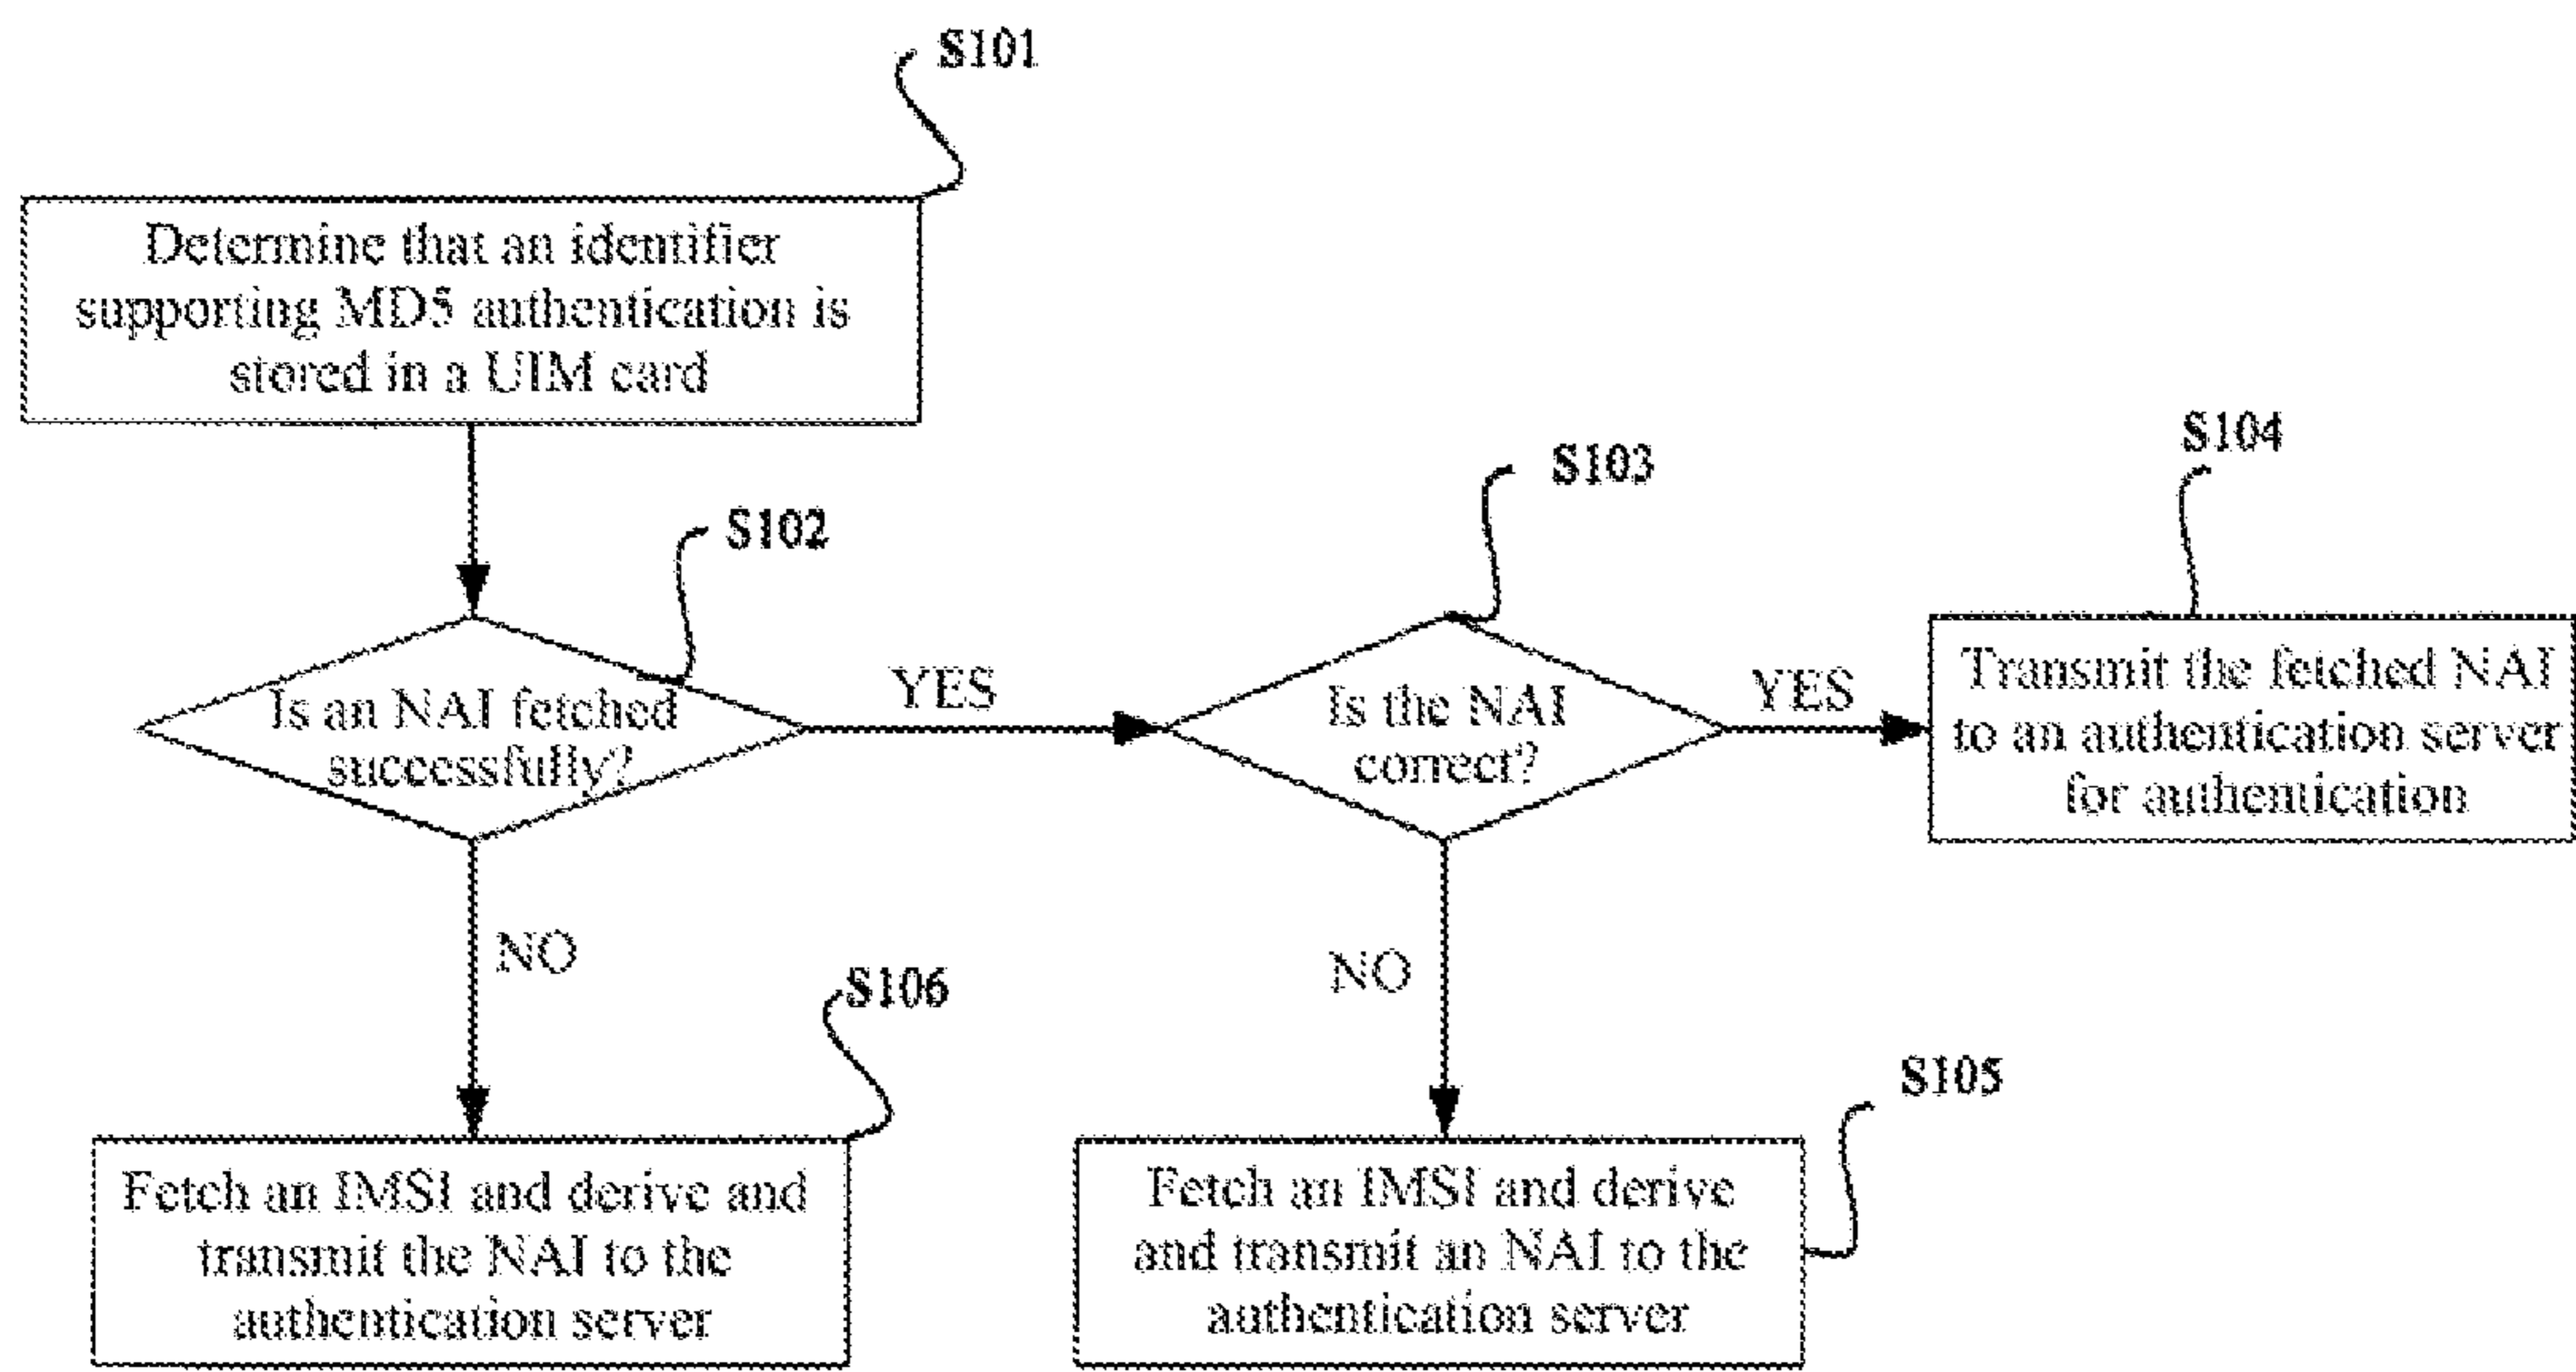 S101
Determine that an identifier
supporting MD5 authentication is
stored in a UIM card
S102
Is an NAI fetched
successfully?
YES
S103
Is the NAI
correct?
YES
S104
Transmit the fetched NAI
to an authentication server
for authentication
NO
S106
Fetch an IMSI and derive and
transmit the NAI to the
authentication server
NO
S105
Fetch an IMSI and derive
and transmit an NAI to the
authentication server